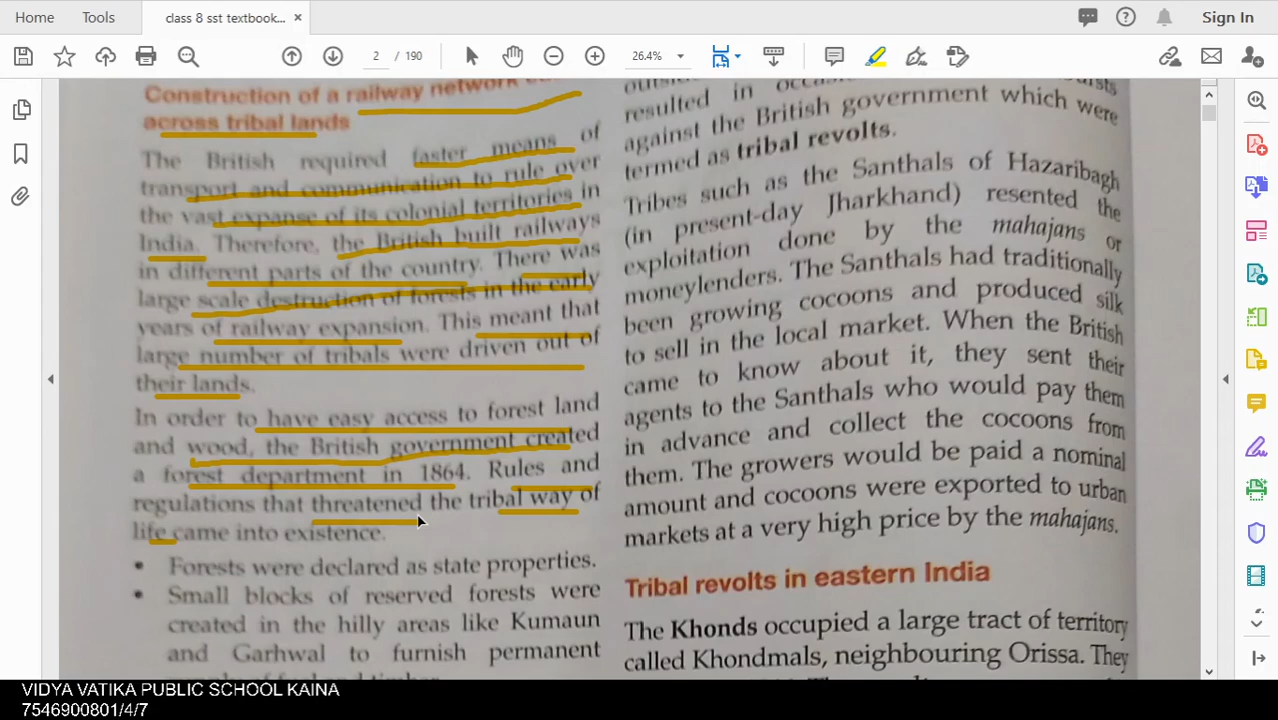 Home
Tools
class 8 sst textbook...
Sign In
2 / 190
26.4%
Construction of a railway network
across tribal lands
The British required faster means of
transport and communication to rule over
the vast expanse of its colonial territories in
India. Therefore, the British built railways
in different parts of the country. There was
large scale destruction of forests in the early
years of railway expansion. This meant that
large number of tribals were driven out of
their lands.
In order to have easy access to forest land
and wood, the British government created
a forest department in 1864. Rules and
regulations that threatened the tribal way of
life came into existence.
• Forests were declared as state properties.
• Small blocks of reserved forests were
created in the hilly areas like Kumaun
and Garhwal to furnish permanent
resulted in
against the British government which were
termed as tribal revolts.
Tribes such as the Santhals of Hazaribagh
(in present-day Jharkhand) resented the
exploitation done by the mahajans or
moneylenders. The Santhals had traditionally
been growing cocoons and produced silk
to sell in the local market. When the British
came to know about it, they sent their
agents to the Santhals who would pay them
in advance and collect the cocoons from
them. The growers would be paid a nominal
amount and cocoons were exported to urban
markets at a very high price by the mahajans.
Tribal revolts in eastern India
The Khonds occupied a large tract of territory
called Khondmals, neighbouring Orissa. They
VIDYA VATIKA PUBLIC SCHOOL KAINA
7546900801/4/7